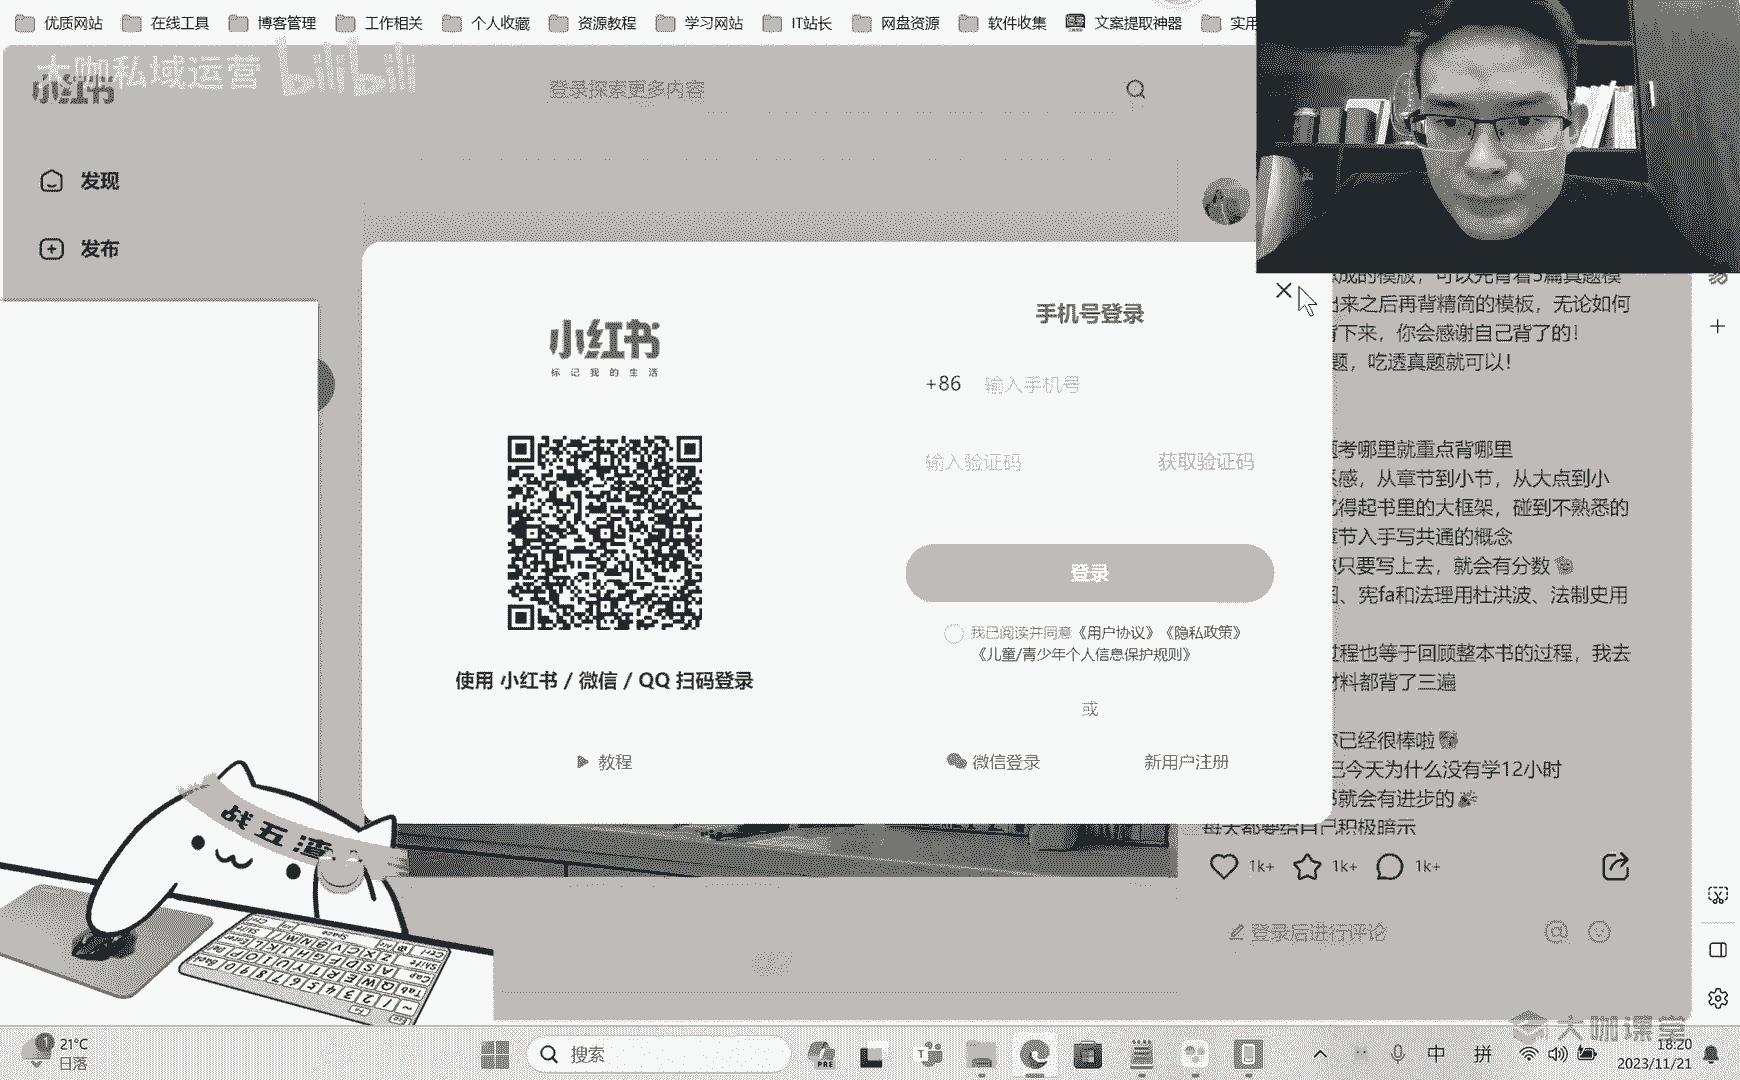 优质网站
在线工具
博客管理
工作相关
个人收藏
资源教程
学习网站
IT站长
网盘资源
软件收集
文案提取神器
实用
大咖私域运营 bilibili
小红书
登录探索更多内容
发现
发布
小红书
标记我的生活
使用 小红书 / 微信 / QQ 扫码登录
教程
手机号登录
+86 输入手机号
输入验证码 获取验证码
登录
我已阅读并同意《用户协议》《隐私政策》
《儿童/青少年个人信息保护规则》
或
微信登录 新用户注册
成的模版，可以先背着5篇真题模
出来之后再背精简的模板，无论如何
背下来，你会感谢自己背了的！
题，吃透真题就可以！
考哪里就重点背哪里
感，从章节到小节，从大点到小
得起书里的大框架，碰到不熟悉的
章节入手写共通的概念
只要写上去，就会有分数
、宪fa和法理用杜洪波、法制史用
过程也等于回顾整本书的过程，我去
材料都背了三遍
你已经很棒啦
己今天为什么没有学12小时
就会有进步的
每天都要给自己积极暗示
1k+ 1k+ 1k+
登录后进行评论
战五渣
大咖课堂
21°C
日落
搜索
PRE
中
拼
18:20
2023/11/21